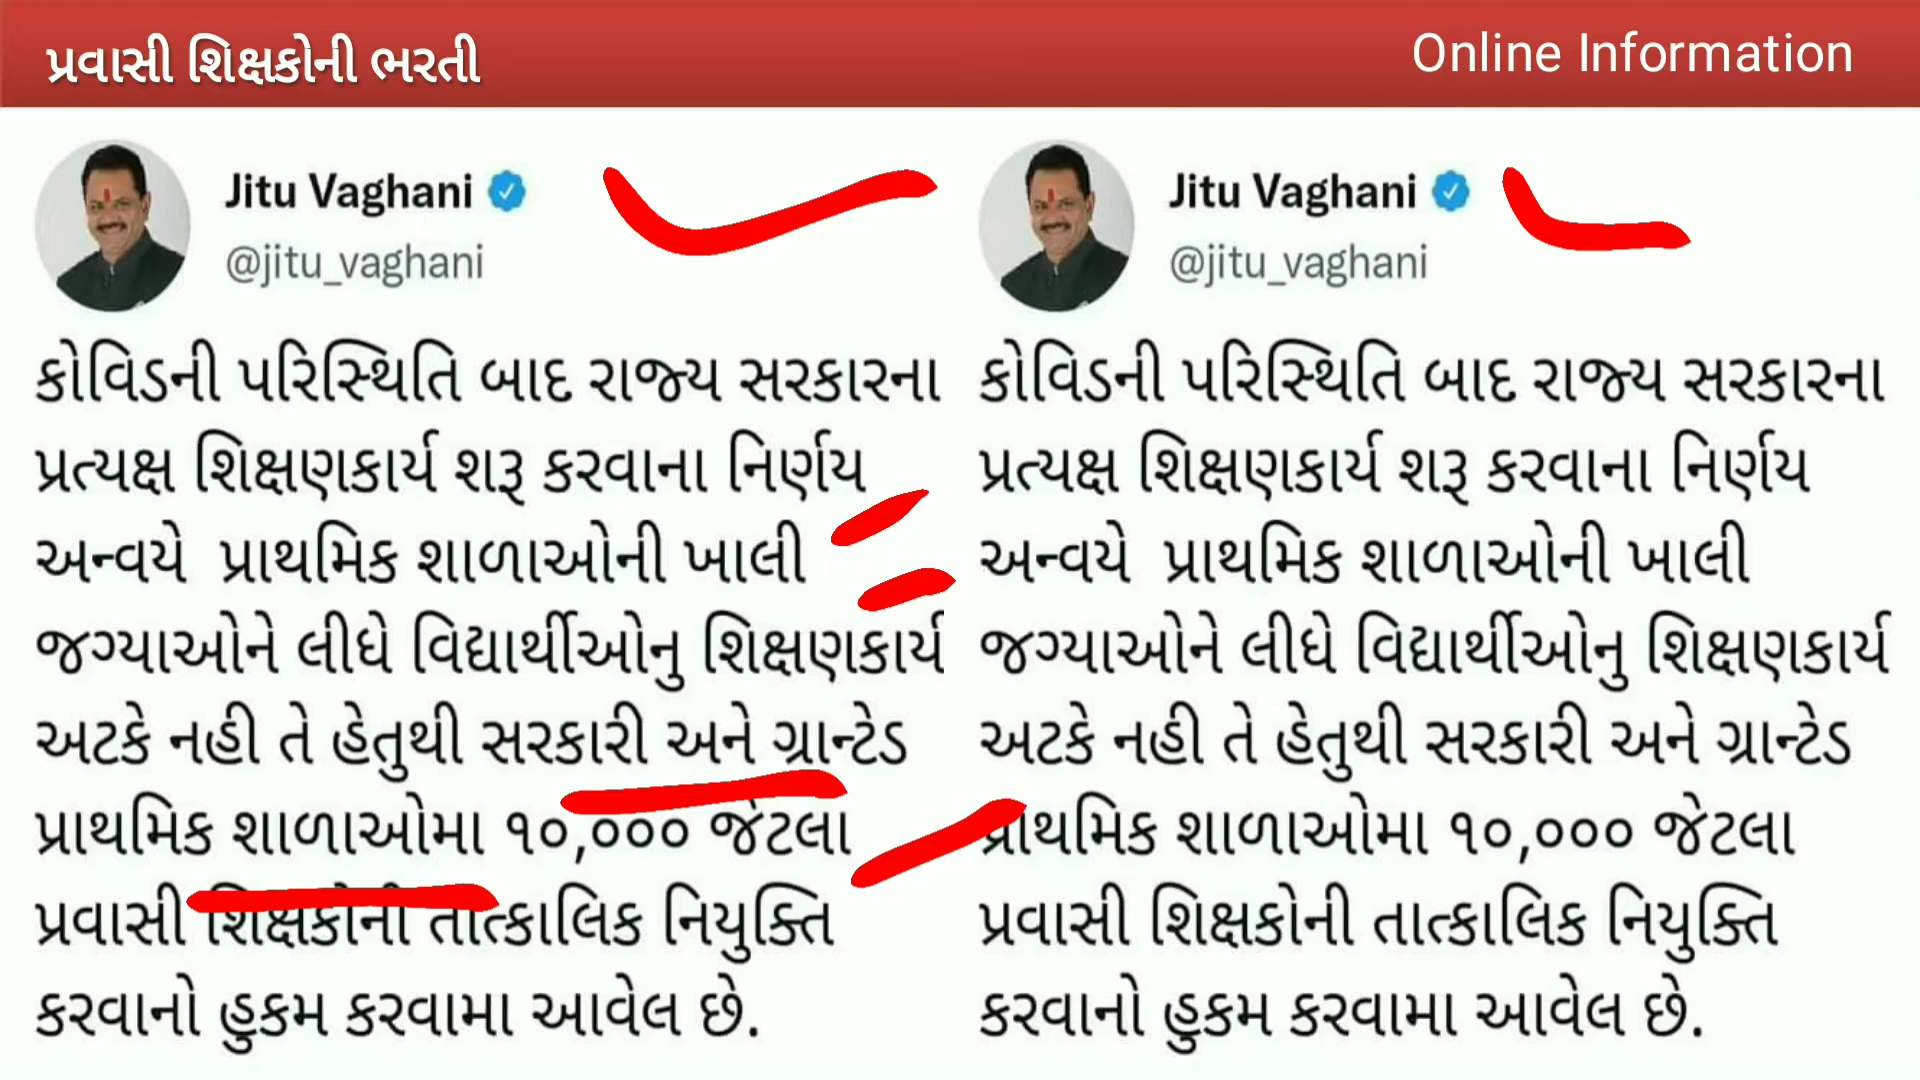 પ્રવાસી શિક્ષકોની ભરતી
Online Information
Jitu Vaghani
@jitu_vaghani
કોવિડની પરિસ્થિતિ બાદ રાજ્ય સરકારના
પ્રત્યક્ષ શિક્ષણકાર્ય શરૂ કરવાના નિર્ણય
અન્વયે પ્રાથમિક શાળાઓની ખાલી
જગ્યાઓને લીધે વિદ્યાર્થીઓનુ શિક્ષણકાર્ય
અટકે નહી તે હેતુથી સરકારી અને ગ્રાન્ટેડ
પ્રાથમિક શાળાઓમા ૧૦,૦૦૦ જેટલા
પ્રવાસી શિક્ષકોની તાત્કાલિક નિયુક્તિ
કરવાનો હુકમ કરવામા આવેલ છે.
Jitu Vaghani
@jitu_vaghani
કોવિડની પરિસ્થિતિ બાદ રાજ્ય સરકારના
પ્રત્યક્ષ શિક્ષણકાર્ય શરૂ કરવાના નિર્ણય
અન્વયે પ્રાથમિક શાળાઓની ખાલી
જગ્યાઓને લીધે વિદ્યાર્થીઓનુ શિક્ષણકાર્ય
અટકે નહી તે હેતુથી સરકારી અને ગ્રાન્ટેડ
પ્રાથમિક શાળાઓમા ૧૦,૦૦૦ જેટલા
પ્રવાસી શિક્ષકોની તાત્કાલિક નિયુક્તિ
કરવાનો હુકમ કરવામા આવેલ છે.